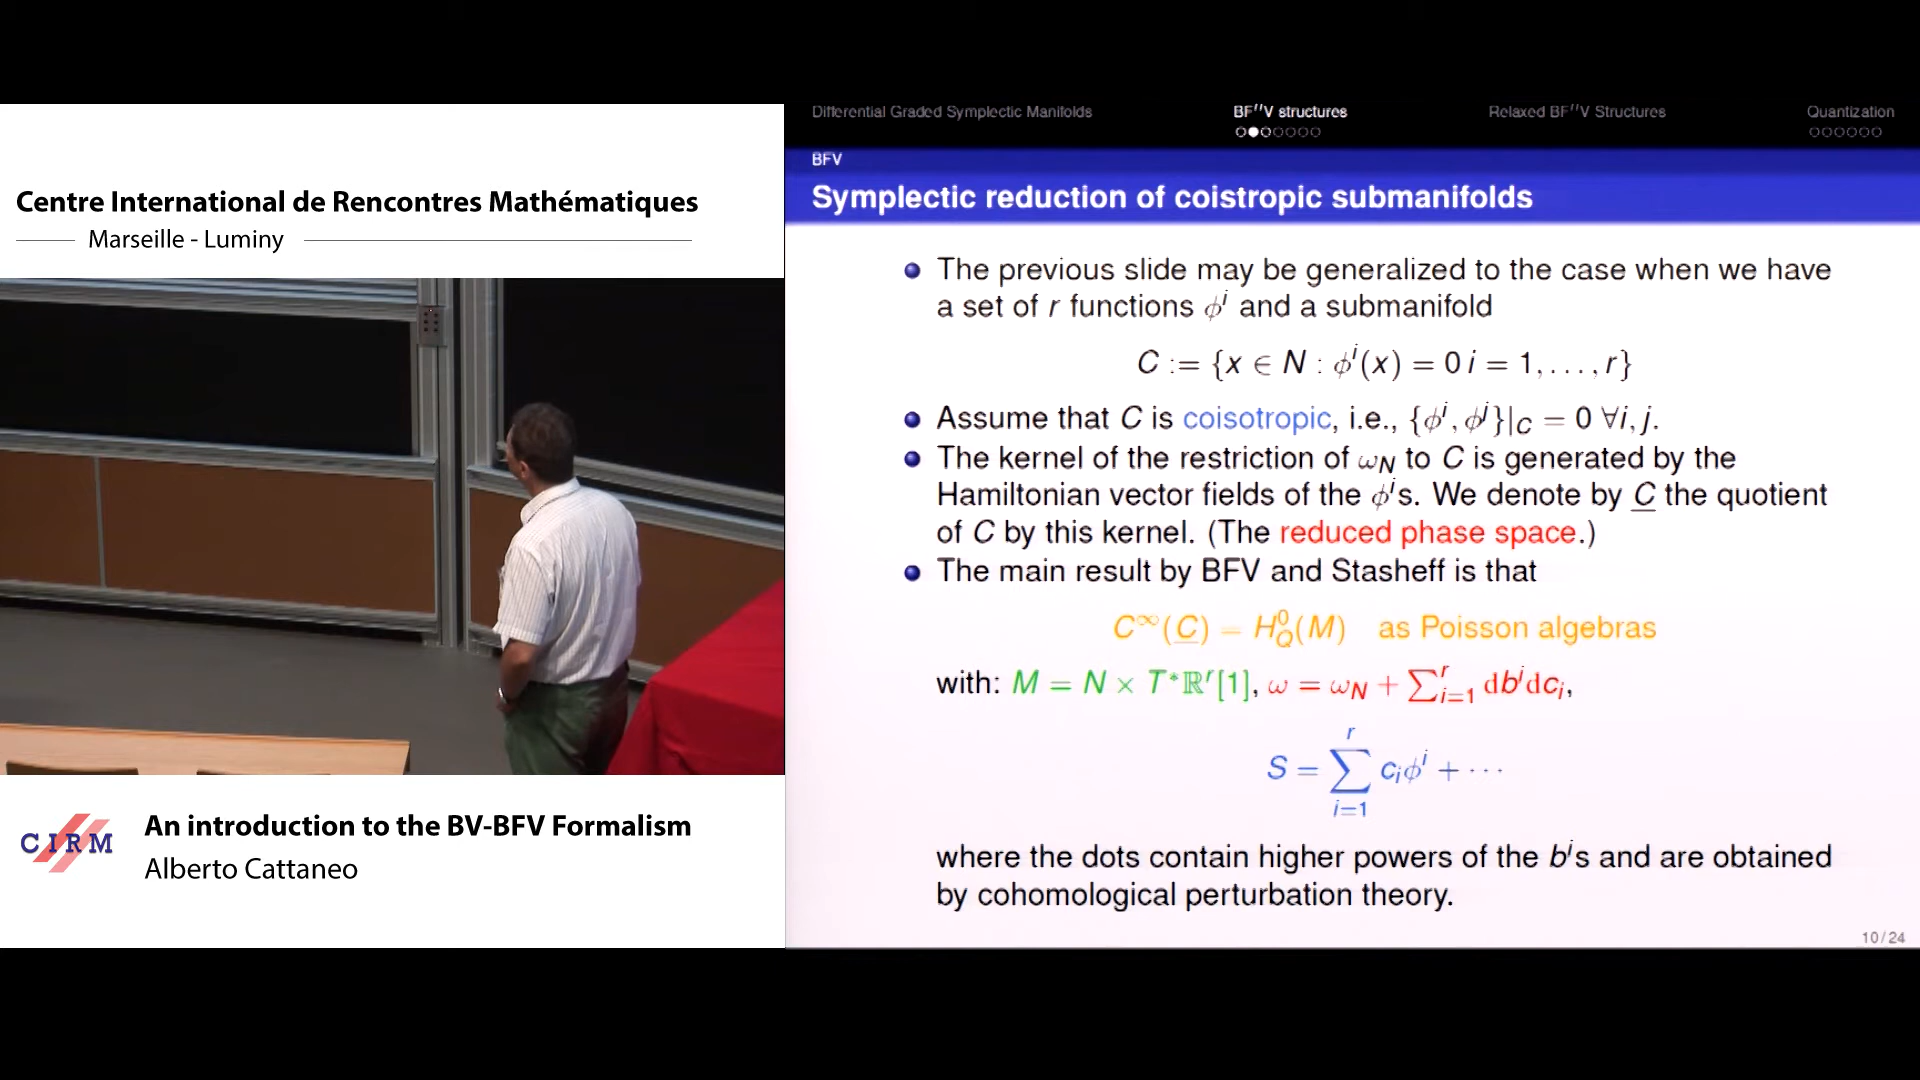 Centre International de Rencontres Mathématiques
Marseille - Luminy
CIRM
An introduction to the BV-BFV Formalism
Alberto Cattaneo
Differential Graded Symplectic Manifolds
BF″V structures
Relaxed BF″V Structures
Quantization
BFV
Symplectic reduction of coistropic submanifolds
The previous slide may be generalized to the case when we have
a set of r functions ϕ^i and a submanifold
C := {x ∈ N : ϕ^i(x) = 0 i = 1, . . . , r}
Assume that C is coisotropic, i.e., {ϕ^i, ϕ^j}|_C = 0 ∀i, j.
The kernel of the restriction of ω_N to C is generated by the
Hamiltonian vector fields of the ϕ^i s. We denote by C̲ the quotient
of C by this kernel. (The reduced phase space.)
The main result by BFV and Stasheff is that
C^∞(C̲) = H^0_Q(M) as Poisson algebras
with: M = N × T*ℝ^r[1], ω = ω_N + ∑^r_{i=1} db^i dc_i,
S = ∑^r_{i=1} c_i ϕ^i + · · ·
where the dots contain higher powers of the b^i s and are obtained
by cohomological perturbation theory.
10 / 24